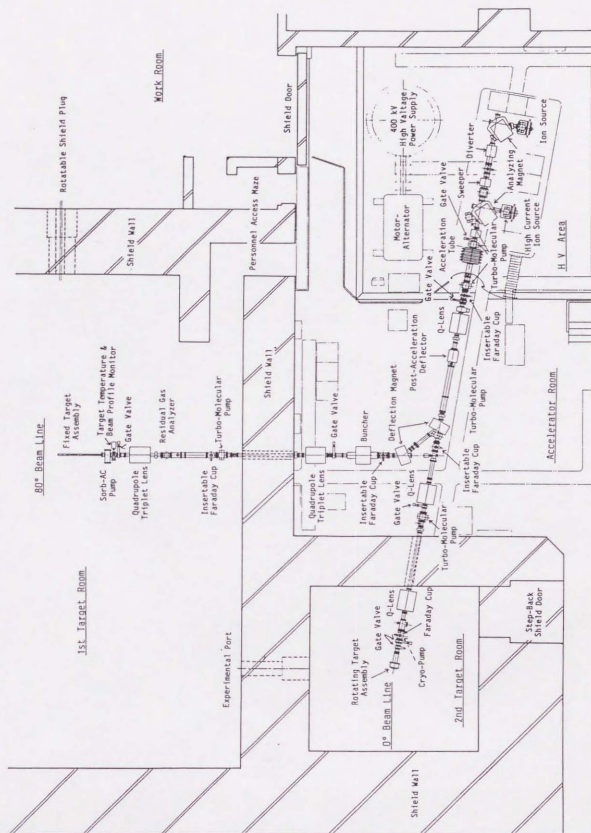 80° Beam Line
Fixed Target
Assembly
Target Temperature &
Beam Profile Monitor
Gate Valve
Sorb-AC
Pump
Quadrupole
Triplet Lens
Residual Gas
Analyzer
Insertable
Faraday Cup
Turbo-Molecular
Pump
1st Target Room
Experimental Port
Rotatable Shield Plug
Work Room
Shield Wall
Personnel Access Maze
Shield Door
Shield Wall
Quadrupole
Triplet Lens
Gate Valve
Buncher
Insertable
Faraday Cup
Deflection Magnet
Post-Acceleration
Deflector
Q-Lens
Gate Valve
Acceleration
Tube
Motor-
Alternator
400 kV
High Voltage
Power Supply
Gate Valve
Sweeper
Diverter
Ion Source
Analyzing
Magnet
High Current
Ion Source
Turbo-Molecular
Pump
H V Area
Insertable
Faraday Cup
Turbo-Molecular
Pump
Accelerator Room
Insertable
Faraday Cup
Q-Lens
Gate Valve
Turbo-Molecular
Pump
Step-Back
Shield Door
Q-Lens
Gate Valve
Faraday Cup
Cryo-Pump
Rotating Target
Assembly
0° Beam Line
2nd Target Room
Shield Wall